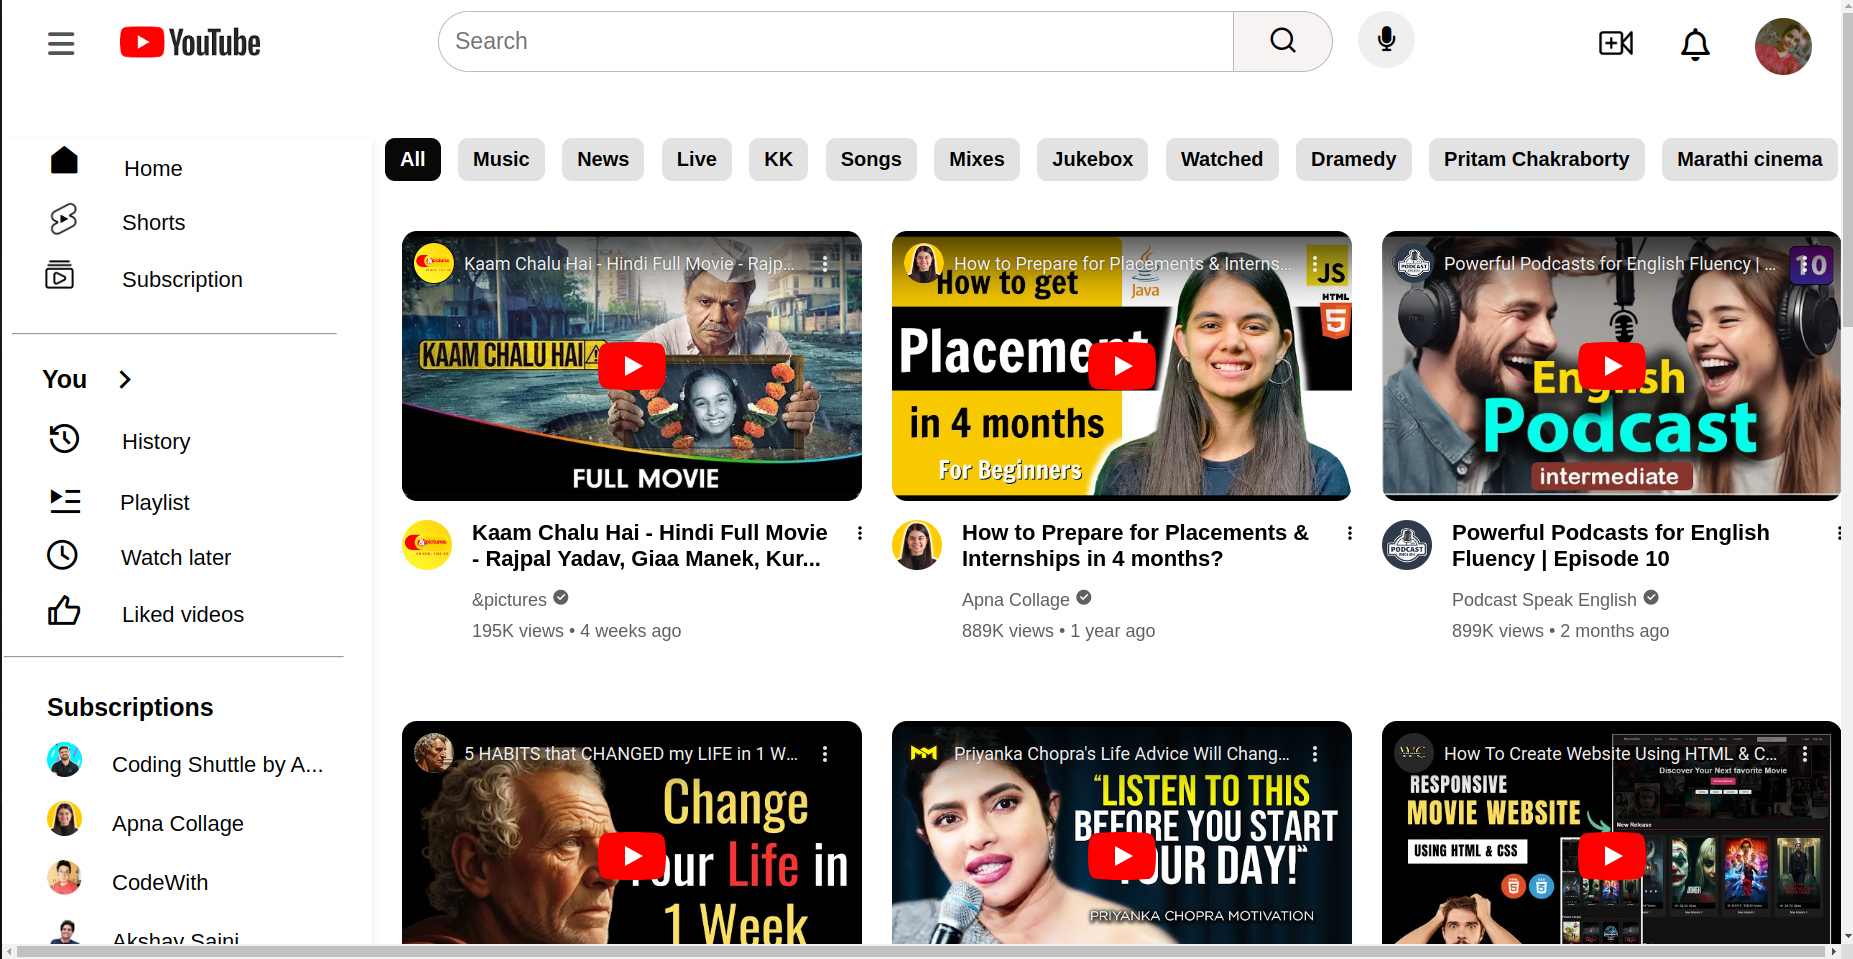 YouTube
Search
Home
Shorts
Subscription
You
History
Playlist
Watch later
Liked videos
Subscriptions
Coding Shuttle by A...
Apna Collage
CodeWith
Akshay Saini
All Music News Live KK Songs Mixes Jukebox Watched Dramedy Pritam Chakraborty Marathi cinema
Kaam Chalu Hai - Hindi Full Movie - Rajp...
KAAM CHALU HAI
FULL MOVIE
Kaam Chalu Hai - Hindi Full Movie
- Rajpal Yadav, Giaa Manek, Kur...
&pictures
195K views • 4 weeks ago
How to Prepare for Placements & Interns...
How to get
Java
JS
HTML
5
in 4 months
For Beginners
How to Prepare for Placements &
Internships in 4 months?
Apna Collage
889K views • 1 year ago
Powerful Podcasts for English Fluency | ...
10
English
Podcast
intermediate
PODCAST
Powerful Podcasts for English
Fluency | Episode 10
Podcast Speak English
899K views • 2 months ago
5 HABITS that CHANGED my LIFE in 1 W...
Change
Your Life in
1 Week
Priyanka Chopra's Life Advice Will Chang...
“LISTEN TO THIS
BEFORE YOU START
YOUR DAY!”
PRIYANKA CHOPRA MOTIVATION
WC
How To Create Website Using HTML & C...
RESPONSIVE
MOVIE WEBSITE
USING HTML & CSS
Discover Your Next favorite Movie
New Release
JOKER